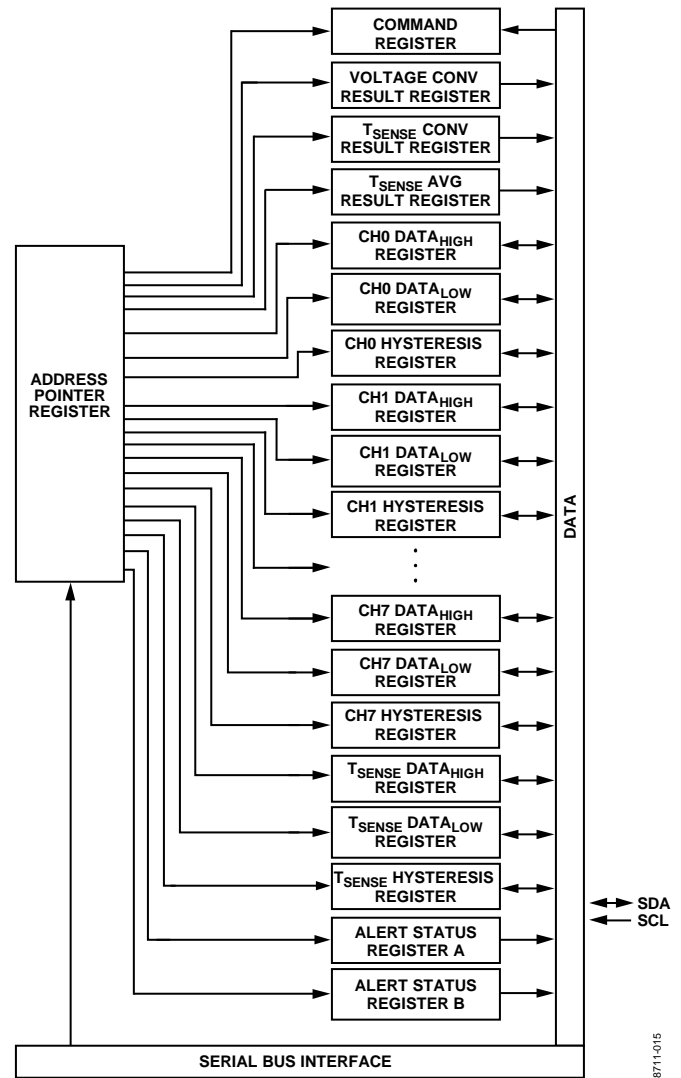 COMMAND
REGISTER
VOLTAGE CONV
RESULT REGISTER
TSENSE CONV
RESULT REGISTER
TSENSE AVG
RESULT REGISTER
CH0 DATAHIGH
REGISTER
CH0 DATALOW
REGISTER
CH0 HYSTERESIS
REGISTER
ADDRESS
POINTER
REGISTER
CH1 DATAHIGH
REGISTER
CH1 DATALOW
REGISTER
CH1 HYSTERESIS
REGISTER
DATA
CH7 DATAHIGH
REGISTER
CH7 DATALOW
REGISTER
CH7 HYSTERESIS
REGISTER
TSENSE DATAHIGH
REGISTER
TSENSE DATALOW
REGISTER
TSENSE HYSTERESIS
REGISTER
SDA
SCL
ALERT STATUS
REGISTER A
ALERT STATUS
REGISTER B
SERIAL BUS INTERFACE
8711-015